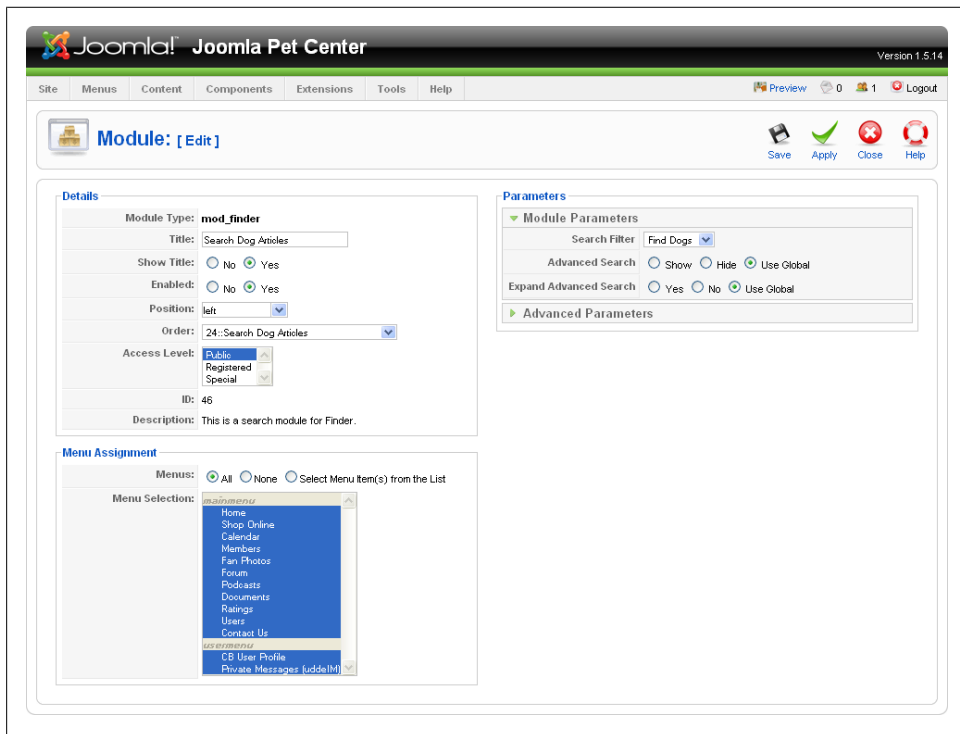 Joomla! Joomla Pet Center
Version 1.5.14
Site Menus Content Components Extensions Tools Help Preview 0 1 Logout
Module: [ Edit ]
Save Apply Close Help
Details
Module Type: mod_finder
Title: Search Dog Articles
Show Title: No Yes
Enabled: No Yes
Position: left
Order: 24::Search Dog Articles
Access Level: Public
Registered
Special
ID: 46
Description: This is a search module for Finder.
Menu Assignment
Menus: All None Select Menu Item(s) from the List
Menu Selection: mainmenu
Home
Shop Online
Calendar
Members
Fan Photos
Forum
Podcasts
Documents
Ratings
Users
Contact Us
usermenu
CB User Profile
Private Messages (uddeIM)
Parameters
Module Parameters
Search Filter Find Dogs
Advanced Search Show Hide Use Global
Expand Advanced Search Yes No Use Global
Advanced Parameters